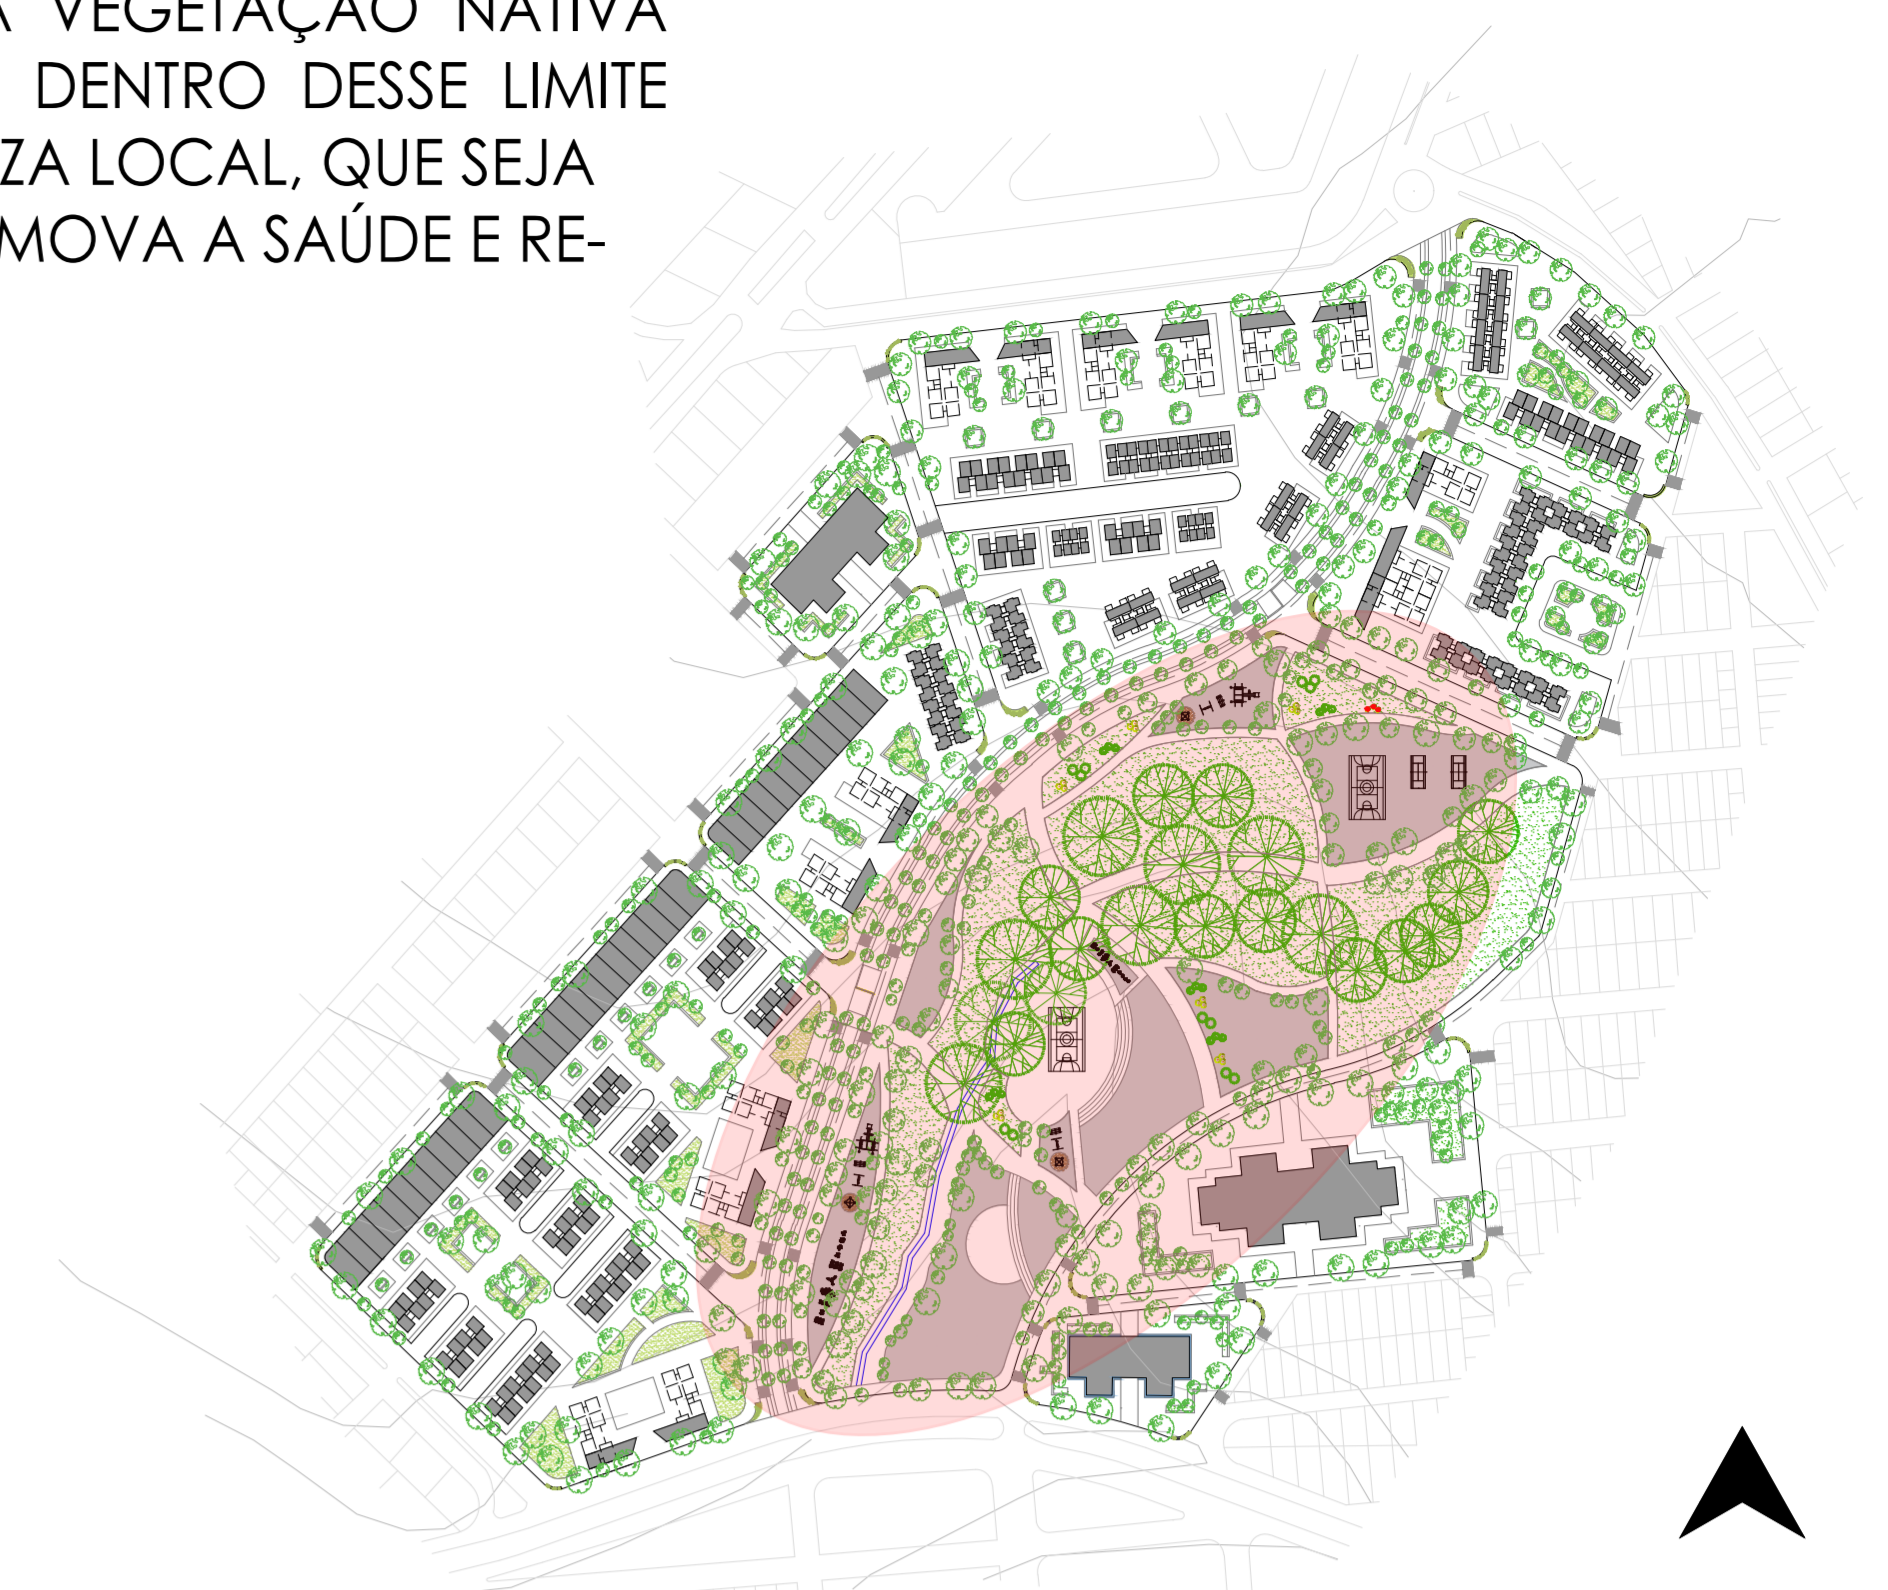 A VEGETAÇÃO NATIVA
DENTRO DESSE LIMITE
ZA LOCAL, QUE SEJA
MOVA A SAÚDE E RE-